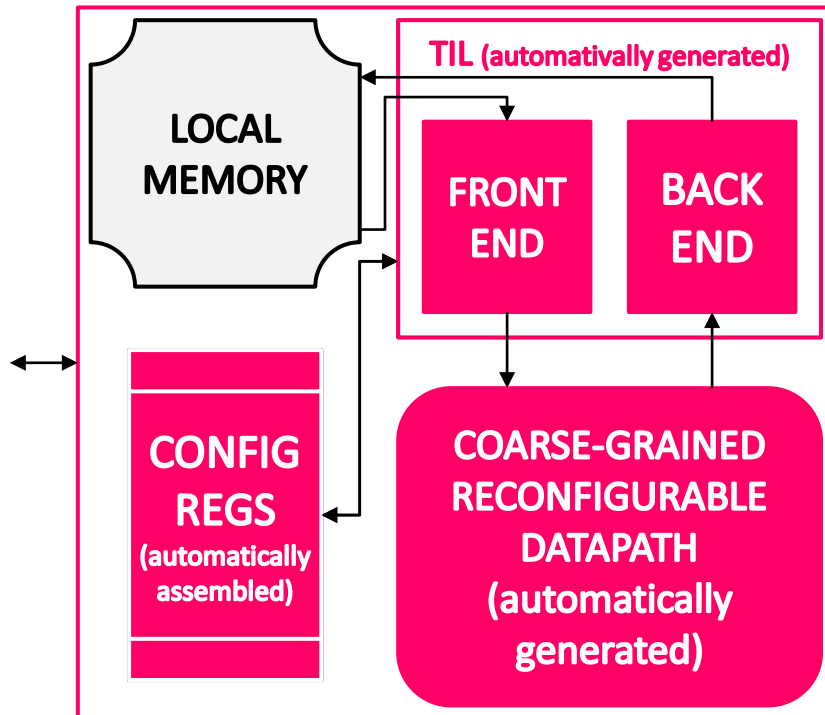 TIL (automativally generated)
LOCAL
MEMORY
FRONT
END
BACK
END
CONFIG
REGS
(automatically
assembled)
COARSE-GRAINED
RECONFIGURABLE
DATAPATH
(automatically
generated)